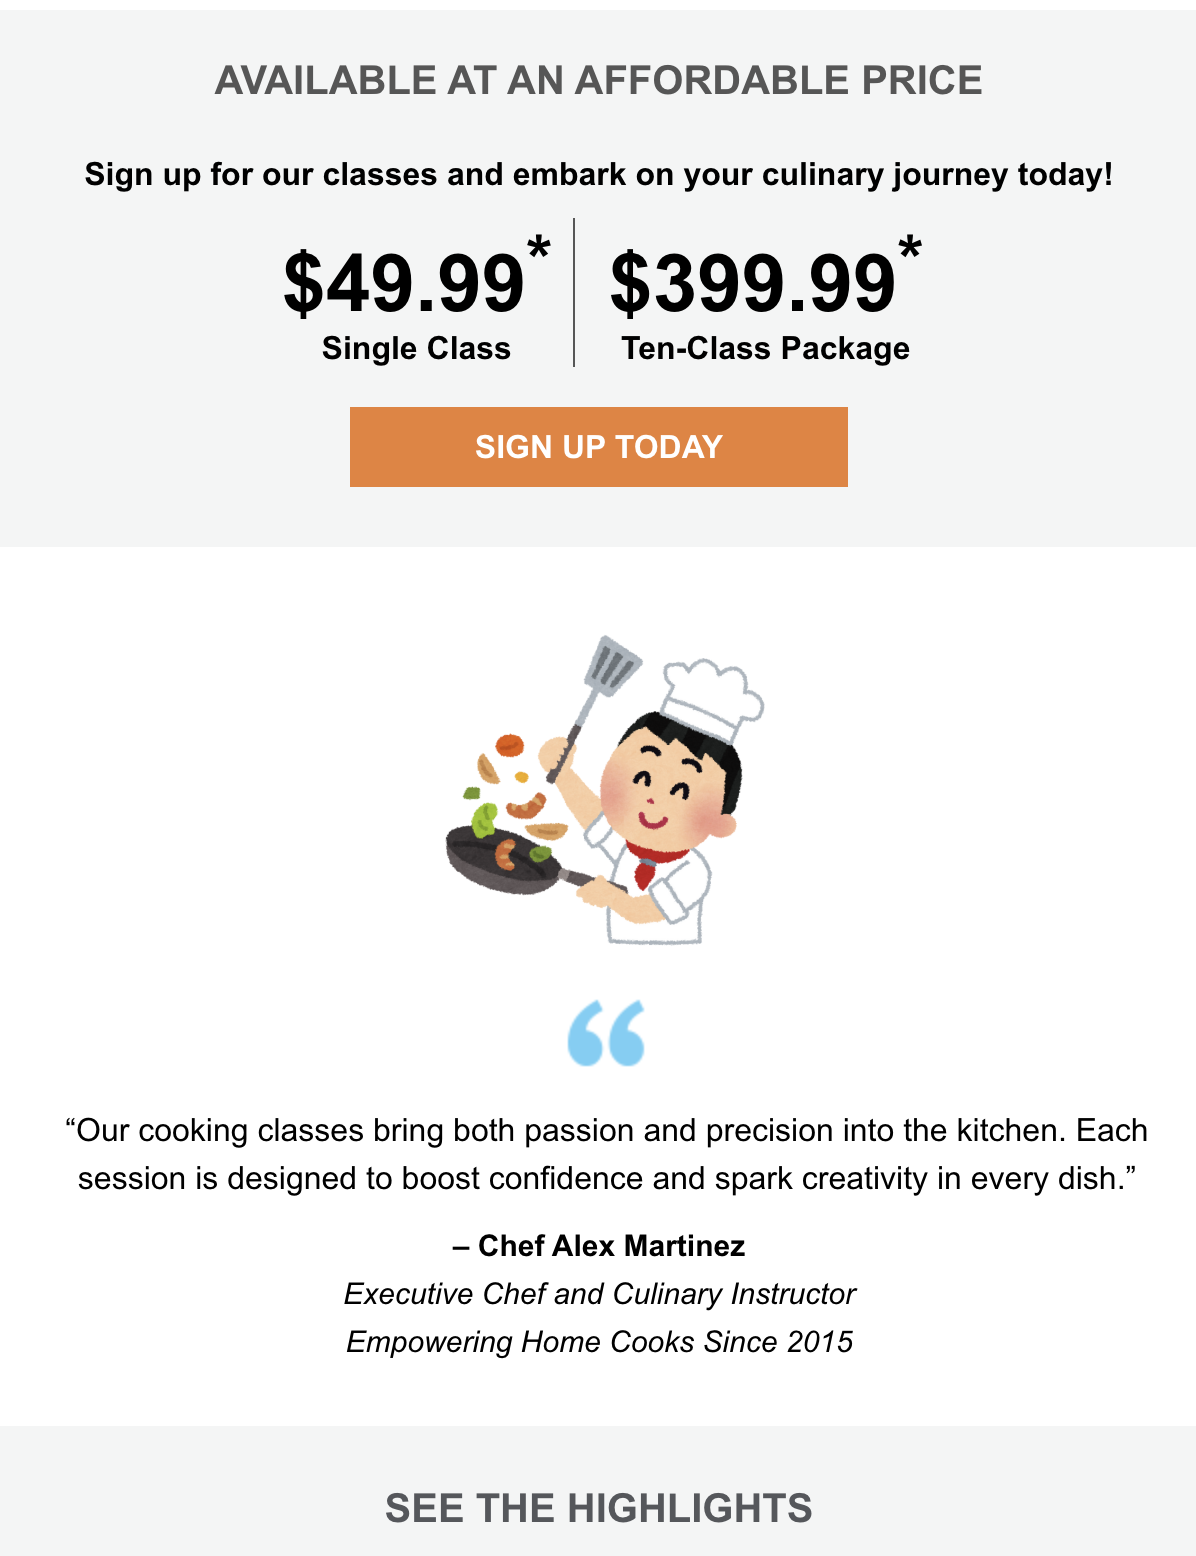 AVAILABLE AT AN AFFORDABLE PRICE
Sign up for our classes and embark on your culinary journey today!
$49.99*
Single Class
$399.99*
Ten-Class Package
SIGN UP TODAY
“Our cooking classes bring both passion and precision into the kitchen. Each
session is designed to boost confidence and spark creativity in every dish.”
– Chef Alex Martinez
Executive Chef and Culinary Instructor
Empowering Home Cooks Since 2015
SEE THE HIGHLIGHTS